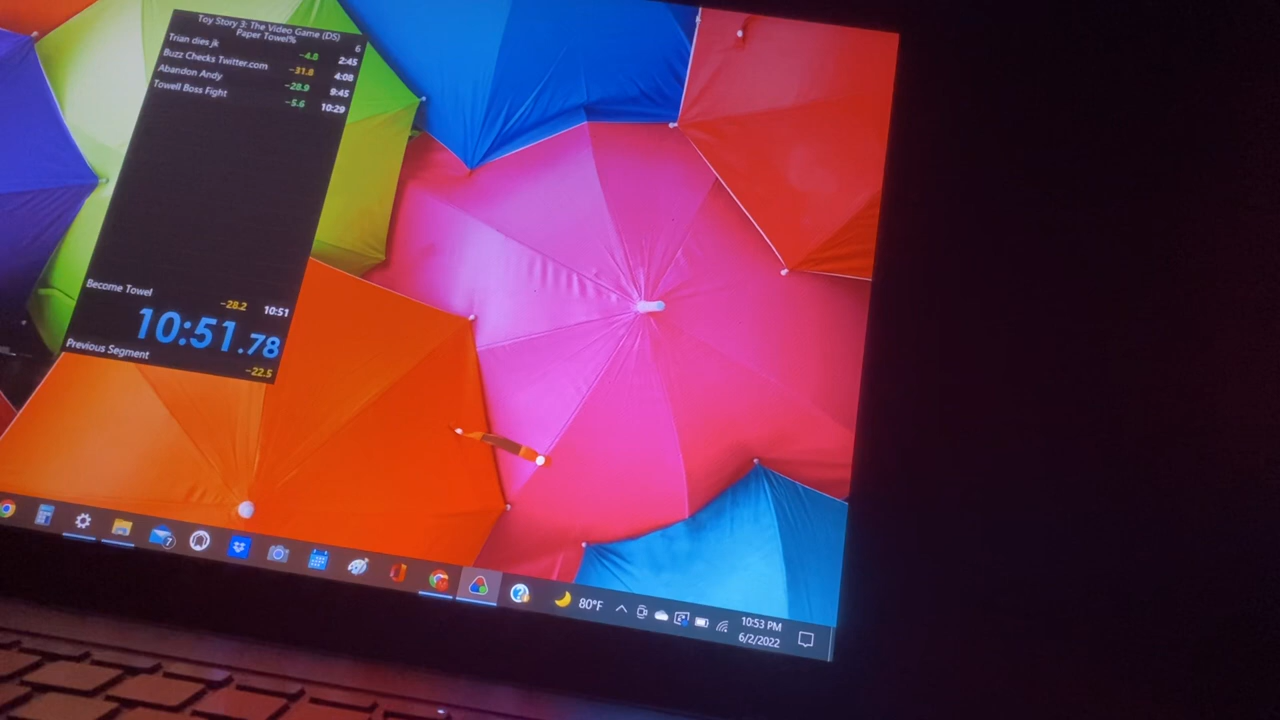 Toy Story 3: The Video Game (DS)
Paper Towel%
6
Trian dies jk −4.8 2:45
Buzz Checks Twitter.com −31.8 4:08
Abandon Andy −28.9 9:45
Towell Boss Fight −5.6 10:29
Become Towel −28.2 10:51
10:51.78
Previous Segment −22.5
7
80°F
10:53 PM
6/2/2022